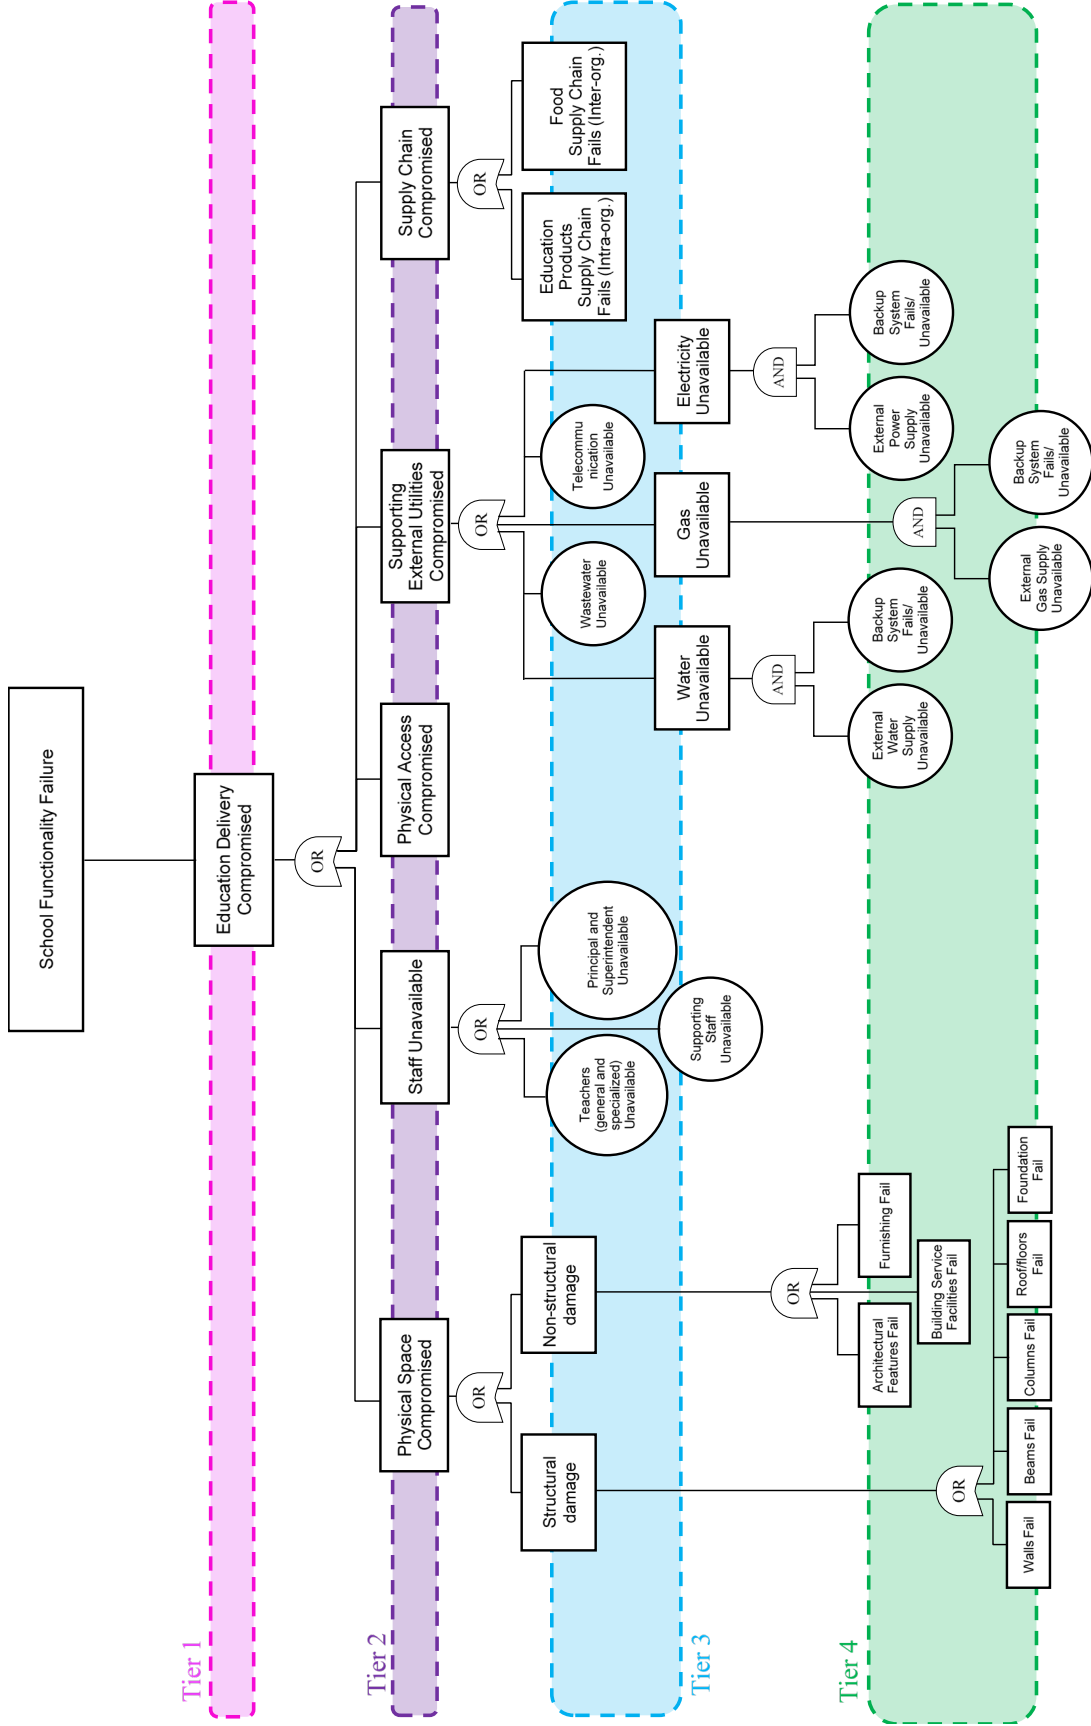 School Functionality Failure
Tier 1
Education Delivery
Compromised
OR
Tier 2
Physical Space
Compromised
Staff Unavailable
Physical Access
Compromised
Supporting
External Utilities
Compromised
Supply Chain
Compromised
OR
OR
OR
OR
Tier 3
Structural
damage
Non-structural
damage
Teachers
(general and
specialized)
Unavailable
Supporting
Staff
Unavailable
Principal and
Superintendent
Unavailable
Water
Unavailable
Wastewater
Unavailable
Gas
Unavailable
Telecommu
nication
Unavailable
Electricity
Unavailable
Education
Products
Supply Chain
Fails (Intra-org.)
Food
Supply Chain
Fails (Inter-org.)
OR
OR
AND
AND
AND
Tier 4
Walls Fail
Beams Fail
Columns Fail
Roof/floors
Fail
Foundation
Fail
Architectural
Features Fail
Building Service
Facilities Fail
Furnishing Fail
External
Water
Supply
Unavailable
Backup
System
Fails/
Unavailable
External
Gas Supply
Unavailable
Backup
System
Fails/
Unavailable
External
Power
Supply
Unavailable
Backup
System
Fails/
Unavailable